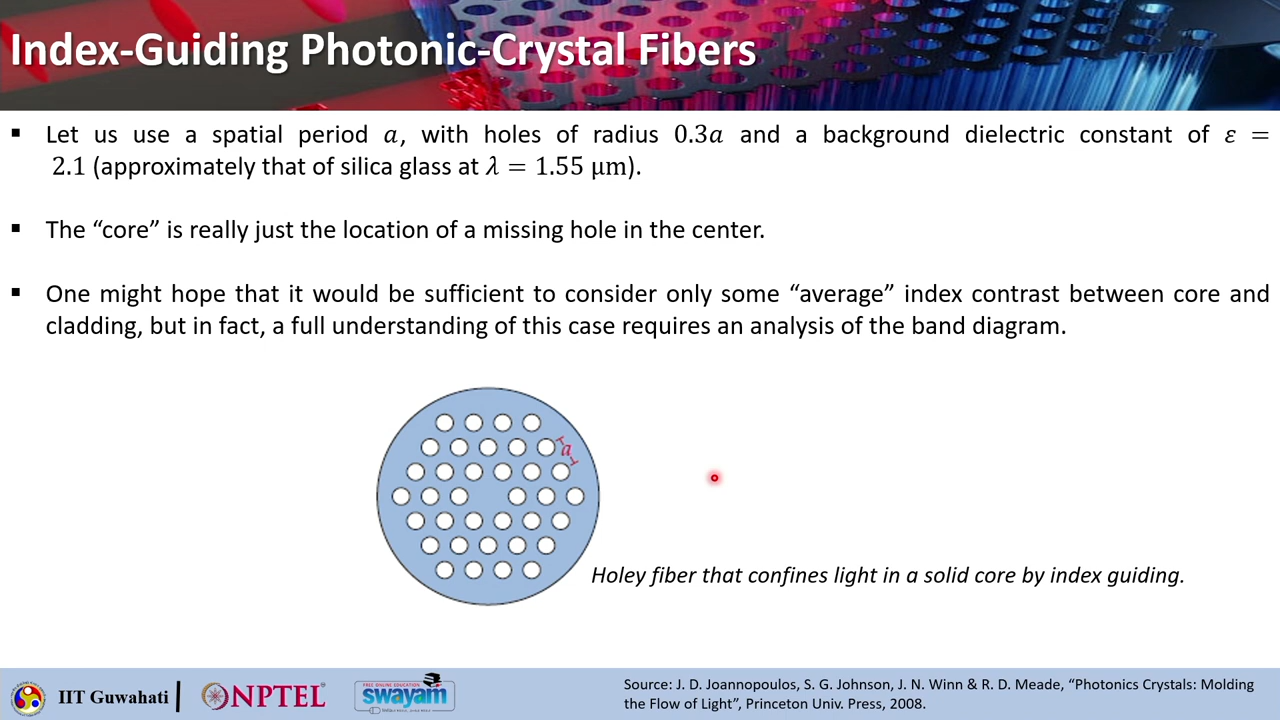 Index-Guiding Photonic-Crystal Fibers
▪ Let us use a spatial period 𝑎, with holes of radius 0.3𝑎 and a background dielectric constant of 𝜀 =
2.1 (approximately that of silica glass at 𝜆 = 1.55 μm).
▪ The “core” is really just the location of a missing hole in the center.
▪ One might hope that it would be sufficient to consider only some “average” index contrast between core and
cladding, but in fact, a full understanding of this case requires an analysis of the band diagram.
a
Holey fiber that confines light in a solid core by index guiding.
IIT Guwahati
NPTEL
FREE ONLINE EDUCATION
swayam
Source: J. D. Joannopoulos, S. G. Johnson, J. N. Winn & R. D. Meade, “Photonics Crystals: Molding
the Flow of Light”, Princeton Univ. Press, 2008.